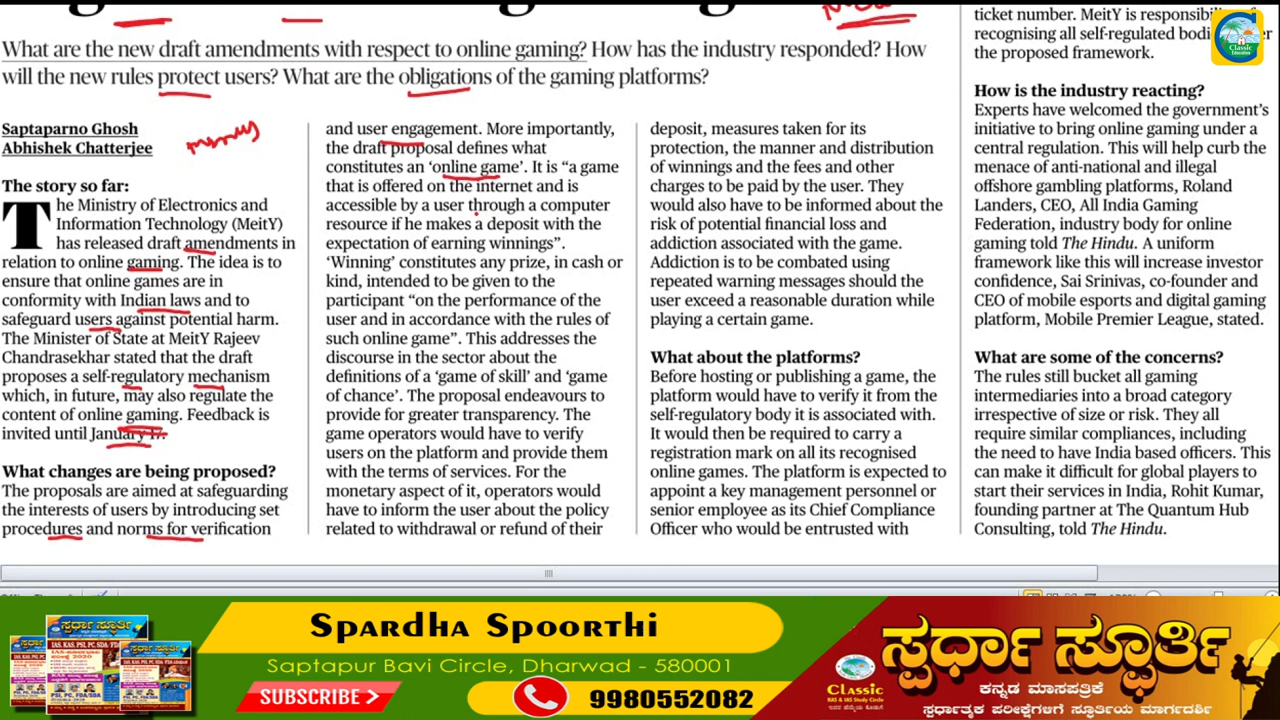 What are the new draft amendments with respect to online gaming? How has the industry responded? How
will the new rules protect users? What are the obligations of the gaming platforms?
Saptaparno Ghosh
Abhishek Chatterjee
The story so far:
The Ministry of Electronics and
Information Technology (MeitY)
has released draft amendments in
relation to online gaming. The idea is to
ensure that online games are in
conformity with Indian laws and to
safeguard users against potential harm.
The Minister of State at MeitY Rajeev
Chandrasekhar stated that the draft
proposes a self-regulatory mechanism
which, in future, may also regulate the
content of online gaming. Feedback is
invited until January 17.
What changes are being proposed?
The proposals are aimed at safeguarding
the interests of users by introducing set
procedures and norms for verification
and user engagement. More importantly,
the draft proposal defines what
constitutes an ‘online game’. It is “a game
that is offered on the internet and is
accessible by a user through a computer
resource if he makes a deposit with the
expectation of earning winnings”.
‘Winning’ constitutes any prize, in cash or
kind, intended to be given to the
participant “on the performance of the
user and in accordance with the rules of
such online game”. This addresses the
discourse in the sector about the
definitions of a ‘game of skill’ and ‘game
of chance’. The proposal endeavours to
provide for greater transparency. The
game operators would have to verify
users on the platform and provide them
with the terms of services. For the
monetary aspect of it, operators would
have to inform the user about the policy
related to withdrawal or refund of their
deposit, measures taken for its
protection, the manner and distribution
of winnings and the fees and other
charges to be paid by the user. They
would also have to be informed about the
risk of potential financial loss and
addiction associated with the game.
Addiction is to be combated using
repeated warning messages should the
user exceed a reasonable duration while
playing a certain game.
What about the platforms?
Before hosting or publishing a game, the
platform would have to verify it from the
self-regulatory body it is associated with.
It would then be required to carry a
registration mark on all its recognised
online games. The platform is expected to
appoint a key management personnel or
senior employee as its Chief Compliance
Officer who would be entrusted with
ticket number. MeitY is
recognising all self-regulated
the proposed framework.
How is the industry reacting?
Experts have welcomed the government’s
initiative to bring online gaming under a
central regulation. This will help curb the
menace of anti-national and illegal
offshore gambling platforms, Roland
Landers, CEO, All India Gaming
Federation, industry body for online
gaming told The Hindu. A uniform
framework like this will increase investor
confidence, Sai Srinivas, co-founder and
CEO of mobile esports and digital gaming
platform, Mobile Premier League, stated.
What are some of the concerns?
The rules still bucket all gaming
intermediaries into a broad category
irrespective of size or risk. They all
require similar compliances, including
the need to have India based officers. This
can make it difficult for global players to
start their services in India, Rohit Kumar,
founding partner at The Quantum Hub
Consulting, told The Hindu.
Classic
Education
Spardha Spoorthi
Saptapur Bavi Circle Dharwad - 580001
SUBSCRIBE >
9980552082
Classic
IAS & KAS Study Circle
ಸ್ಪರ್ಧಾ ಸ್ಫೂರ್ತಿ
ಕನ್ನಡ ಮಾಸಪತ್ರಿಕೆ
ಸ್ಪರ್ಧಾತ್ಮಕ ಪರೀಕ್ಷೆಗಳಿಗೆ ಸ್ಫೂರ್ತಿಯ ಮಾರ್ಗದರ್ಶಿ